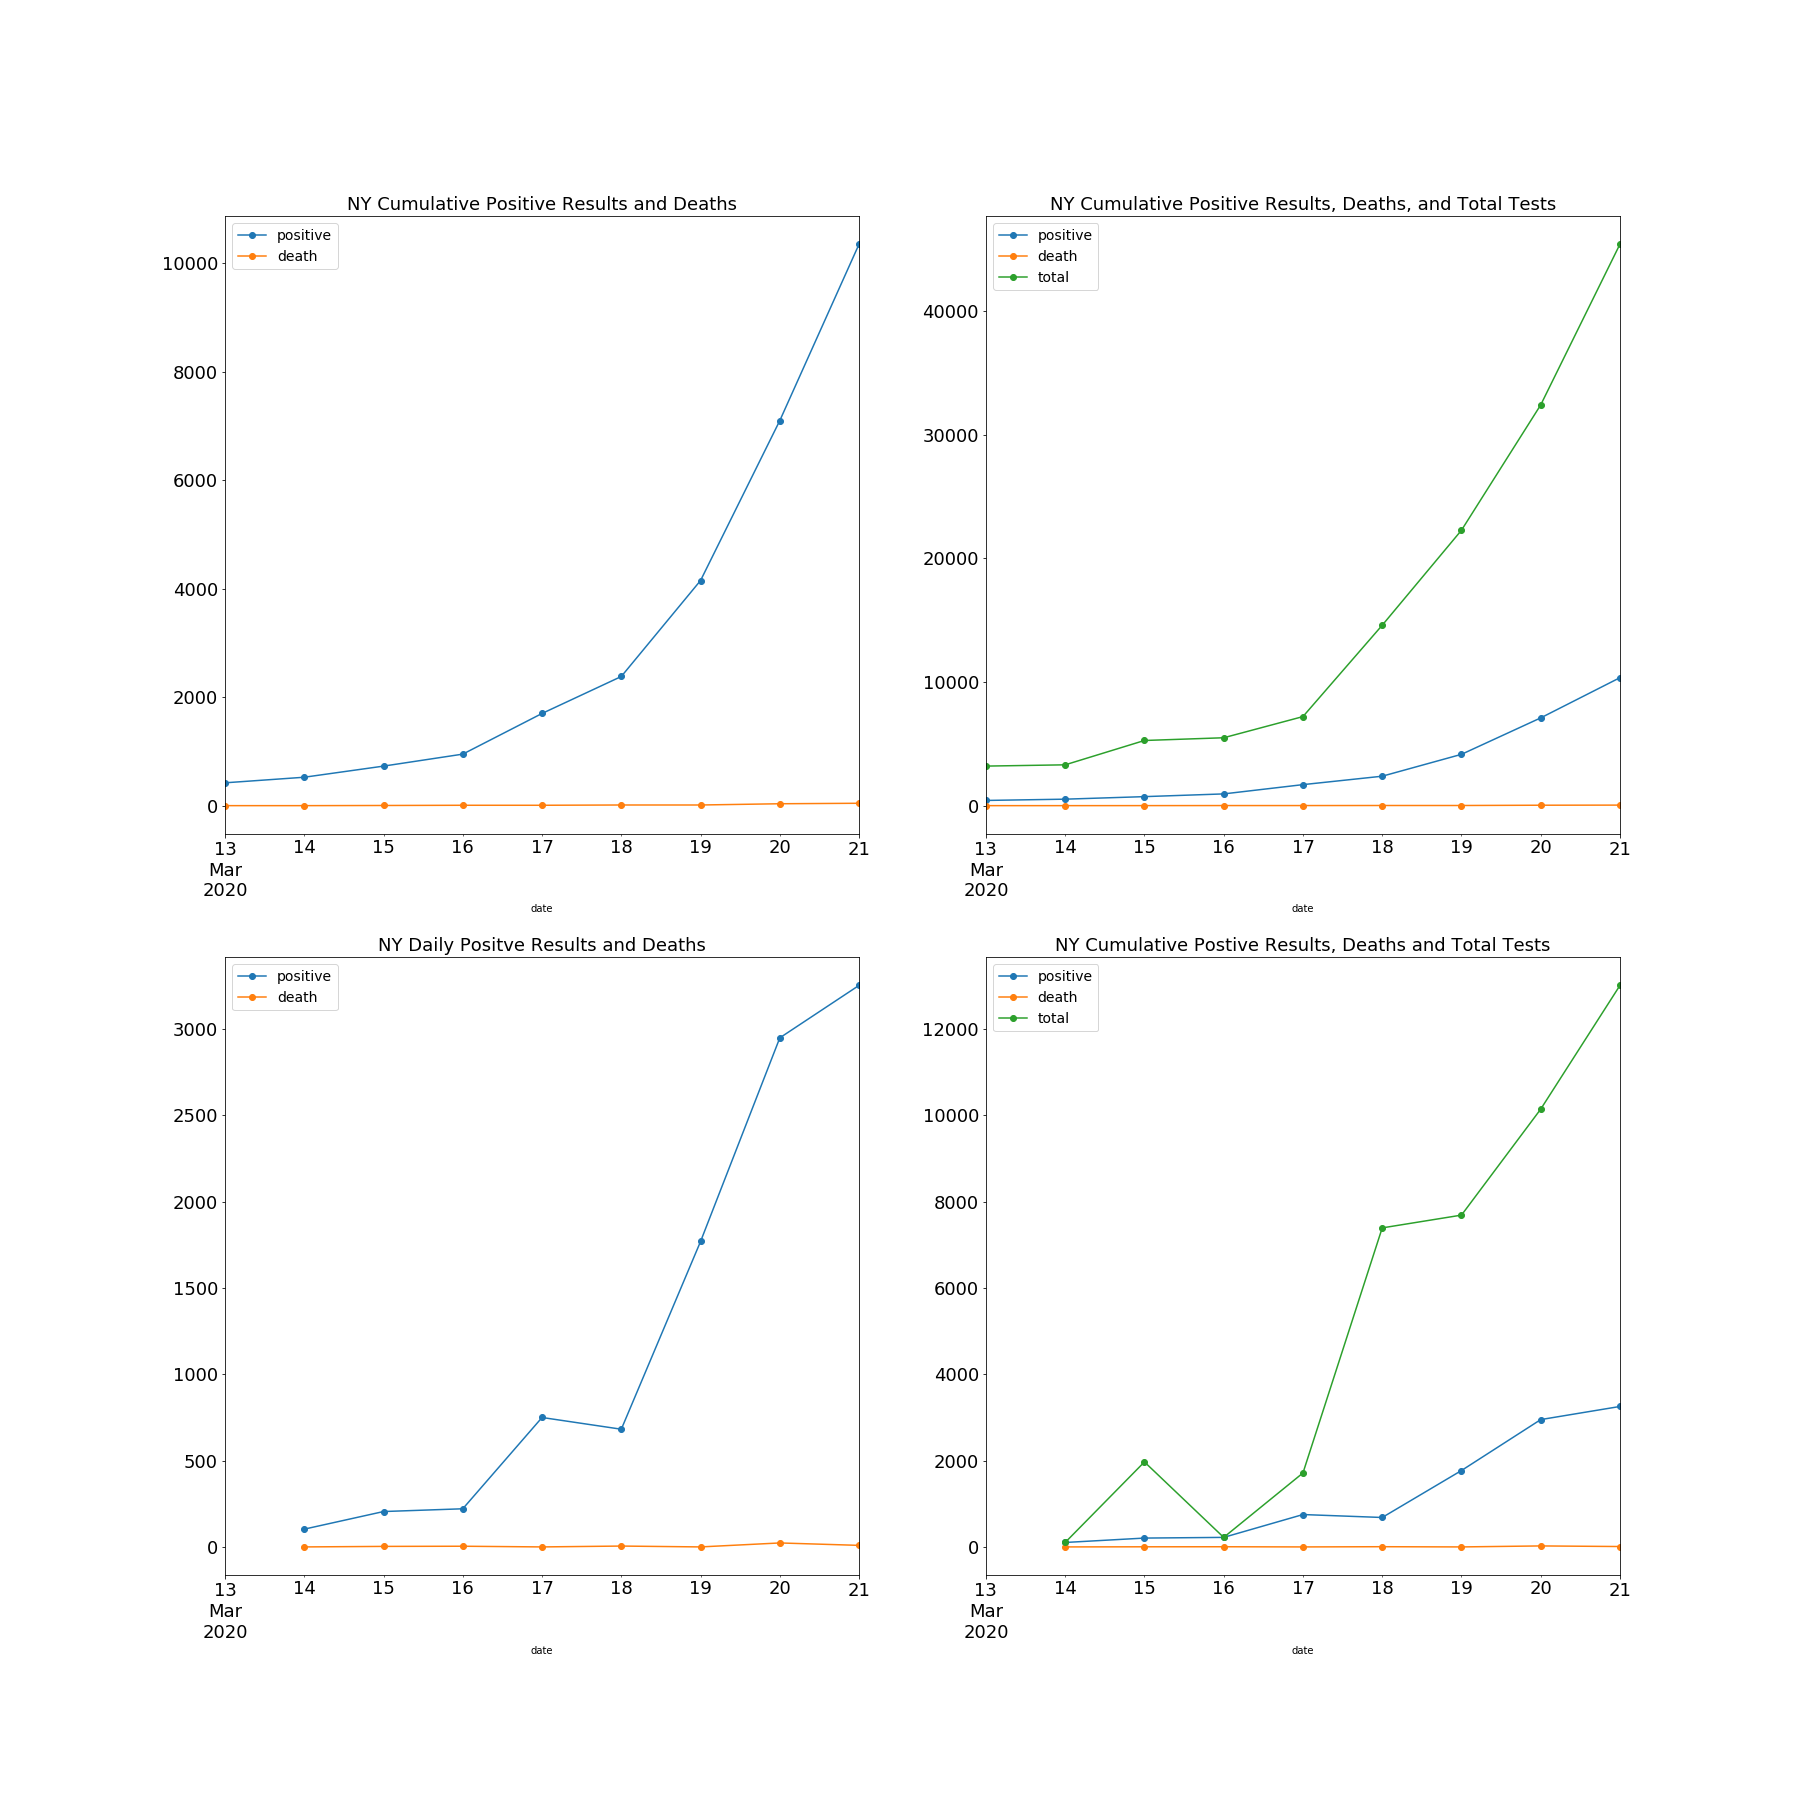 NY Cumulative Positive Results and Deaths
positive
death
10000
8000
6000
4000
2000
0
13 14 15 16 17 18 19 20 21
Mar
2020
date
NY Cumulative Positive Results, Deaths, and Total Tests
positive
death
total
40000
30000
20000
10000
0
13 14 15 16 17 18 19 20 21
Mar
2020
date
NY Daily Positve Results and Deaths
positive
death
3000
2500
2000
1500
1000
500
0
13 14 15 16 17 18 19 20 21
Mar
2020
date
NY Cumulative Postive Results, Deaths and Total Tests
positive
death
total
12000
10000
8000
6000
4000
2000
0
13 14 15 16 17 18 19 20 21
Mar
2020
date